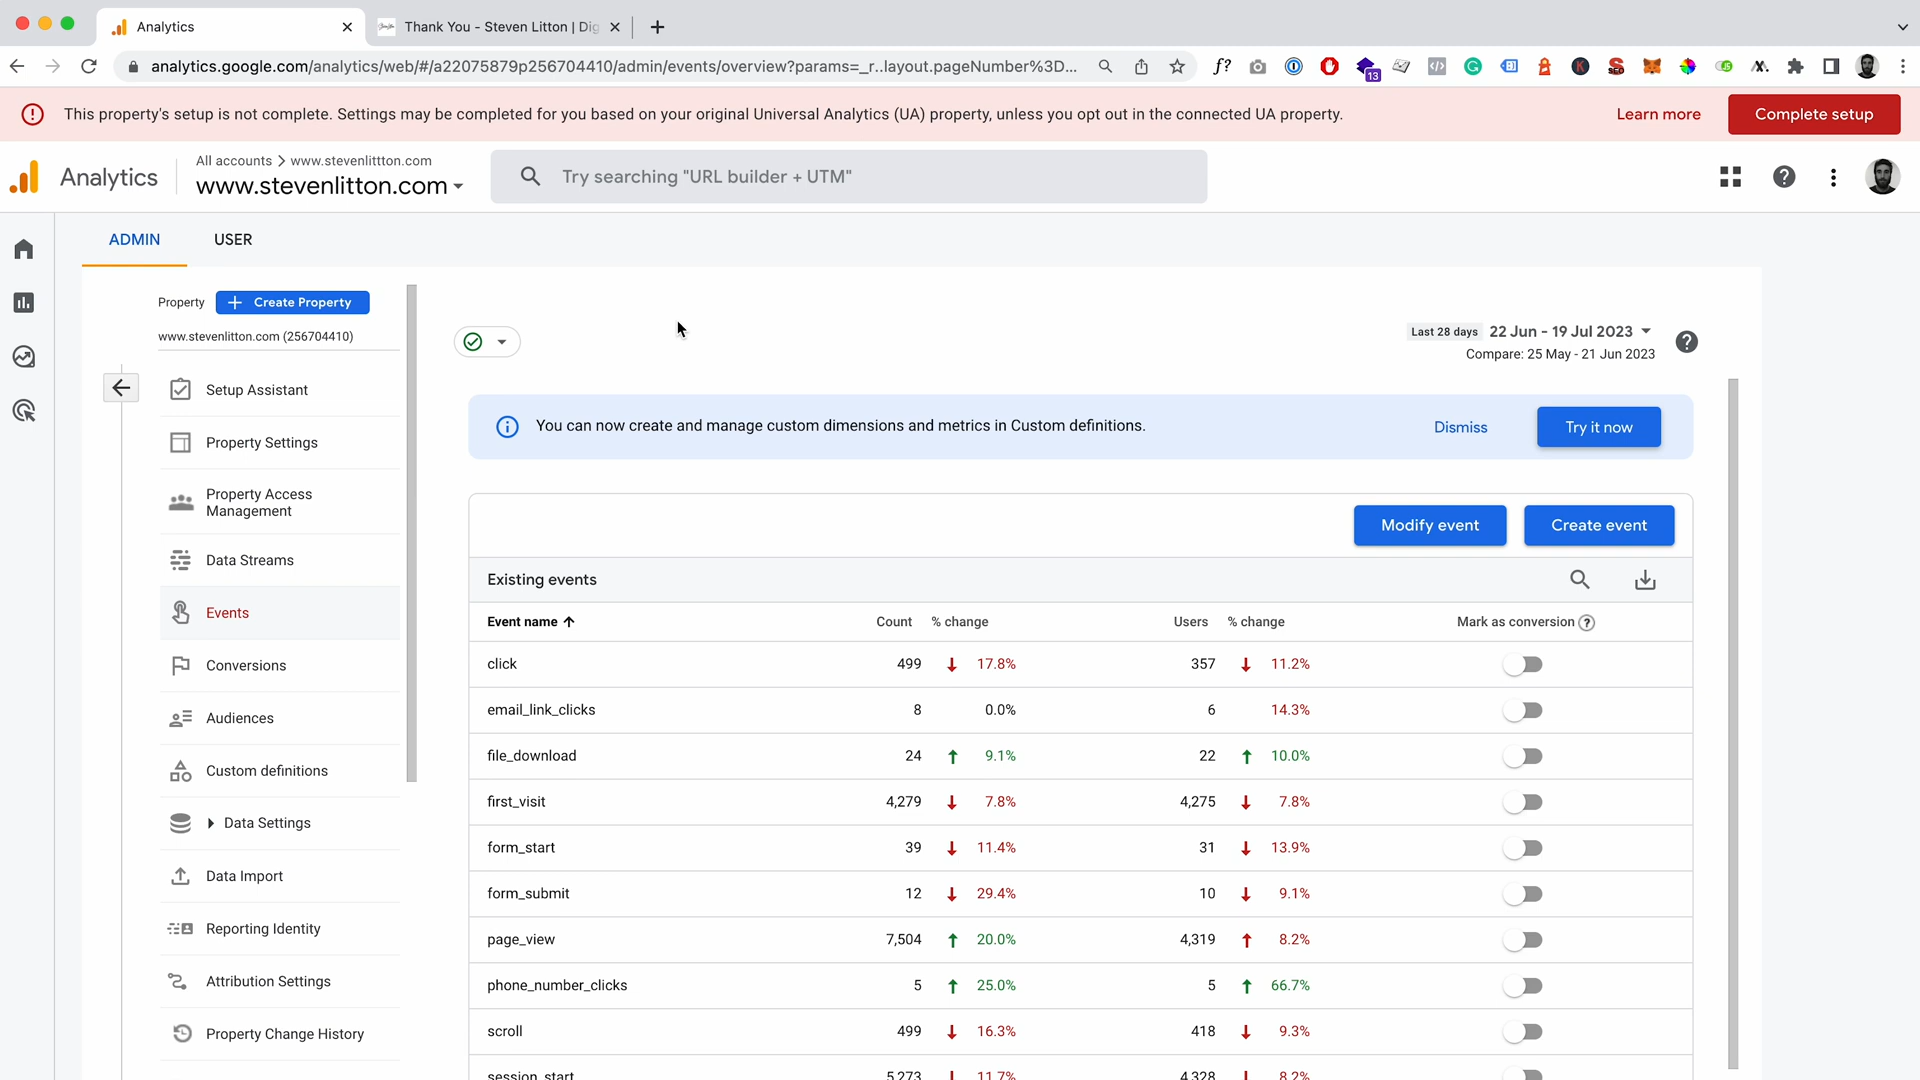 Analytics
Thank You - Steven Litton | Dig
analytics.google.com/analytics/web/#/a22075879p256704410/admin/events/overview?params=_r..layout.pageNumber%3D...
f?
13
This property's setup is not complete. Settings may be completed for you based on your original Universal Analytics (UA) property, unless you opt out in the connected UA property.
Learn more
Complete setup
Analytics
All accounts > www.stevenlittton.com
www.stevenlitton.com
Try searching "URL builder + UTM"
ADMIN
USER
Property
Create Property
www.stevenlitton.com (256704410)
Setup Assistant
Property Settings
Property Access
Management
Data Streams
Events
Conversions
Audiences
Custom definitions
Data Settings
Data Import
Reporting Identity
Attribution Settings
Property Change History
Last 28 days 22 Jun - 19 Jul 2023
Compare: 25 May - 21 Jun 2023
You can now create and manage custom dimensions and metrics in Custom definitions.
Dismiss
Try it now
Modify event
Create event
Existing events
Event name Count % change Users % change Mark as conversion
click 499 17.8% 357 11.2%
email_link_clicks 8 0.0% 6 14.3%
file_download 24 9.1% 22 10.0%
first_visit 4,279 7.8% 4,275 7.8%
form_start 39 11.4% 31 13.9%
form_submit 12 29.4% 10 9.1%
page_view 7,504 20.0% 4,319 8.2%
phone_number_clicks 5 25.0% 5 66.7%
scroll 499 16.3% 418 9.3%
session_start 5,273 11.7% 4,328 8.2%